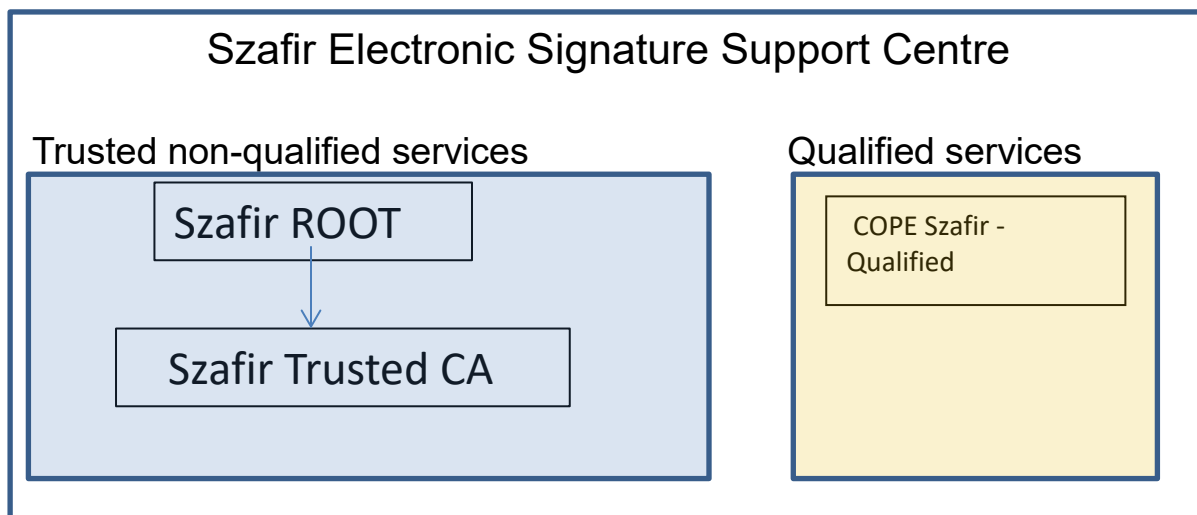 Szafir Electronic Signature Support Centre
Trusted non-qualified services
Szafir ROOT
Szafir Trusted CA
Qualified services
COPE Szafir -
Qualified